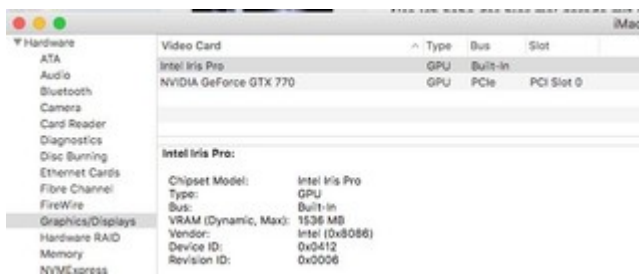 iMac
Hardware
ATA
Audio
Bluetooth
Camera
Card Reader
Diagnostics
Disc Burning
Ethernet Cards
Fibre Channel
FireWire
Graphics/Displays
Hardware RAID
Memory
NVMExpress
Video Card Type Bus Slot
Intel Iris Pro GPU Built-In
NVIDIA GeForce GTX 770 GPU PCIe PCI Slot 0
Intel Iris Pro:
Chipset Model: Intel Iris Pro
Type: GPU
Bus: Built-In
VRAM (Dynamic, Max): 1536 MB
Vendor: Intel (0x8086)
Device ID: 0x0412
Revision ID: 0x0006